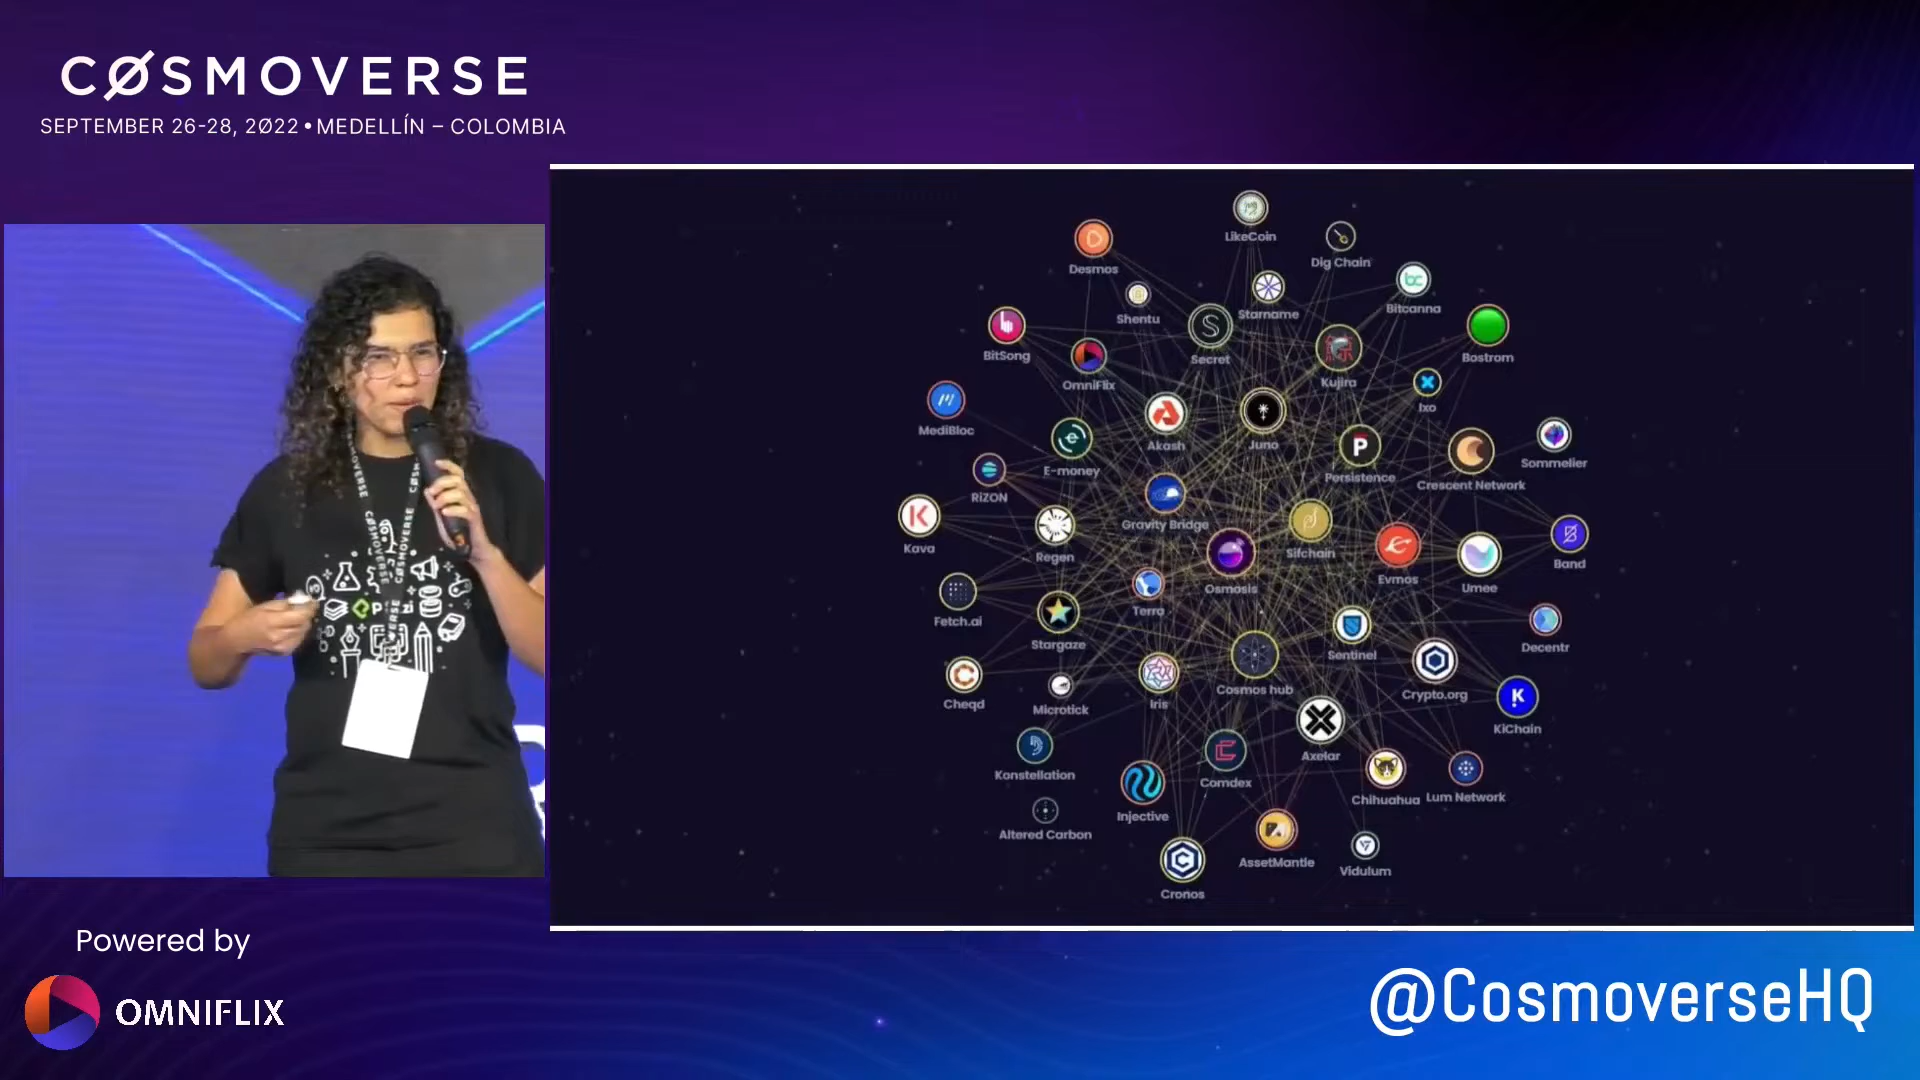 CØSMOVERSE
SEPTEMBER 26-28, 2022 • MEDELLÍN – COLOMBIA
LikeCoin
Dig Chain
Desmos
Bitcanna
Shentu
Starname
BitSong
Secret
Bostrom
OmniFlix
Kujira
Ixo
MediBloc
Akash
Juno
Sommelier
E-money
Persistence
Crescent Network
RiZON
Gravity Bridge
Kava
Regen
Sifchain
Evmos
Umee
Band
Osmosis
Terra
Fetch.ai
Stargaze
Sentinel
Decentr
Cheqd
Microtick
Iris
Cosmos hub
Crypto.org
KiChain
Konstellation
Comdex
Axelar
Chihuahua
Lum Network
Injective
Altered Carbon
AssetMantle
Vidulum
Cronos
COSMOVERSE
COSMOVERSE
Powered by
OMNIFLIX
@CosmoverseHQ